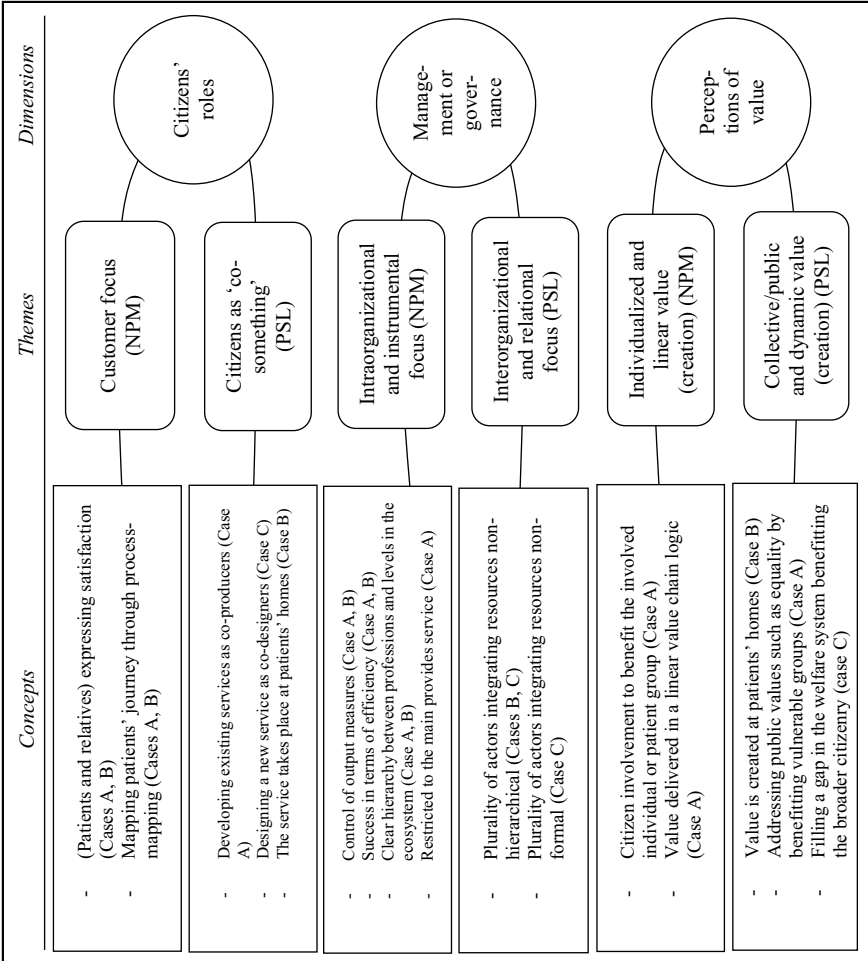 Concepts
Themes
Dimensions
- (Patients and relatives) expressing satisfaction
(Cases A, B)
- Mapping patients’ journey through process-
mapping (Cases A, B)
Customer focus
(NPM)
Citizens’
roles
- Developing existing services as co-producers (Case
A)
- Designing a new service as co-designers (Case C)
- The service takes place at patients’ homes (Case B)
Citizens as ‘co-
something’
(PSL)
- Control of output measures (Case A, B)
- Success in terms of efficiency (Case A, B)
- Clear hierarchy between professions and levels in the
ecosystem (Case A, B)
- Restricted to the main provides service (Case A)
Intraorganizational
and instrumental
focus (NPM)
Manage-
ment or
gover-
nance
- Plurality of actors integrating resources non-
hierarchical (Cases B, C)
- Plurality of actors integrating resources non-
formal (Case C)
Interorganizational
and relational
focus (PSL)
- Citizen involvement to benefit the involved
individual or patient group (Case A)
- Value delivered in a linear value chain logic
(Case A)
Individualized and
linear value
(creation) (NPM)
Percep-
tions of
value
- Value is created at patients’ homes (Case B)
- Addressing public values such as equality by
benefitting vulnerable groups (Case A)
- Filling a gap in the welfare system benefitting
the broader citizenry (case C)
Collective/public
and dynamic value
(creation) (PSL)